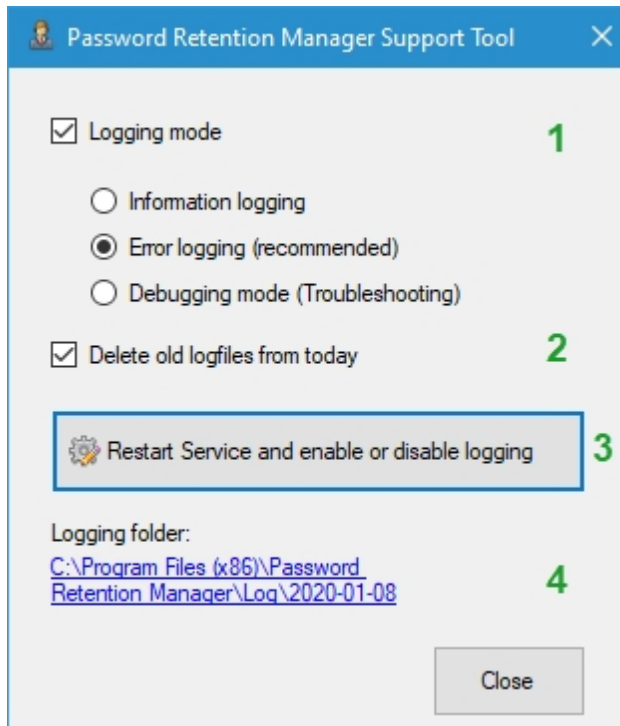 Password Retention Manager Support Tool
Logging mode
1
Information logging
Error logging (recommended)
Debugging mode (Troubleshooting)
Delete old logfiles from today
2
Restart Service and enable or disable logging
3
Logging folder:
C:\Program Files (x86)\Password
Retention Manager\Log\2020-01-08
4
Close